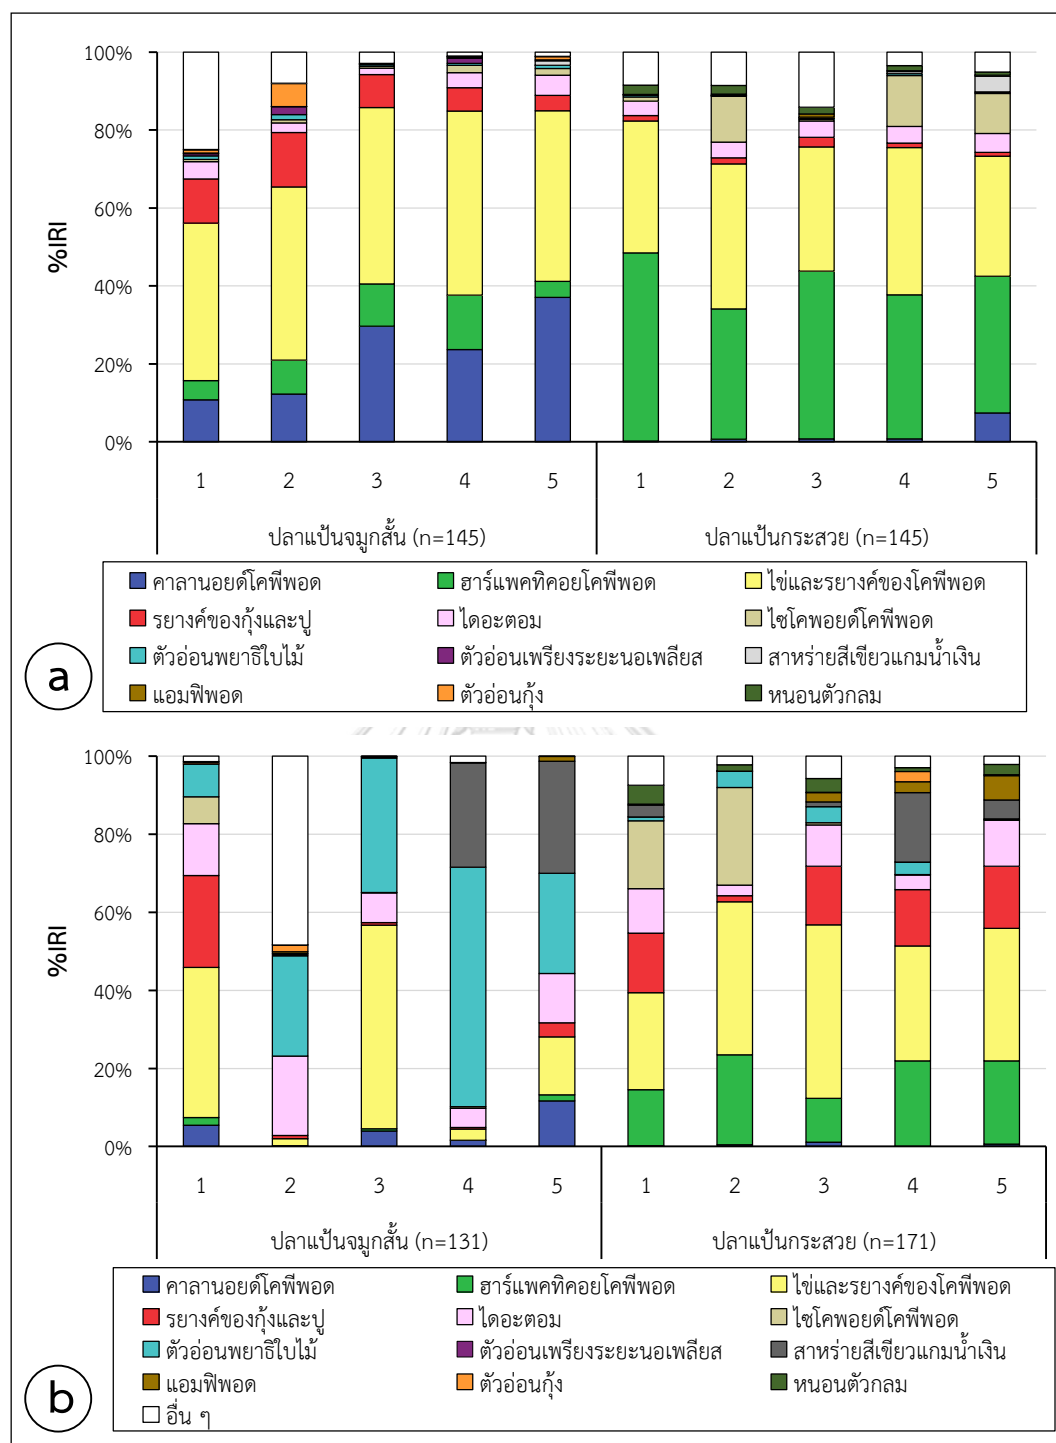 100%
80%
60%
40%
20%
0%
%IRI
1 2 3 4 5 1 2 3 4 5
ปลาแป้นจมูกสั้น (n=145) ปลาแป้นกระสวย (n=145)
คาลานอยด์โคพีพอด ฮาร์แพคทิคอยโคพีพอด ไข่และรยางค์ของโคพีพอด
รยางค์ของกุ้งและปู ไดอะตอม ไซโคพอยด์โคพีพอด
ตัวอ่อนพยาธิใบไม้ ตัวอ่อนเพรียงระยะนอเพลียส สาหร่ายสีเขียวแกมน้ำเงิน
แอมฟิพอด ตัวอ่อนกุ้ง หนอนตัวกลม
a
100%
80%
60%
40%
20%
0%
%IRI
1 2 3 4 5 1 2 3 4 5
ปลาแป้นจมูกสั้น (n=131) ปลาแป้นกระสวย (n=171)
คาลานอยด์โคพีพอด ฮาร์แพคทิคอยโคพีพอด ไข่และรยางค์ของโคพีพอด
รยางค์ของกุ้งและปู ไดอะตอม ไซโคพอยด์โคพีพอด
ตัวอ่อนพยาธิใบไม้ ตัวอ่อนเพรียงระยะนอเพลียส สาหร่ายสีเขียวแกมน้ำเงิน
แอมฟิพอด ตัวอ่อนกุ้ง หนอนตัวกลม
อื่น ๆ
b